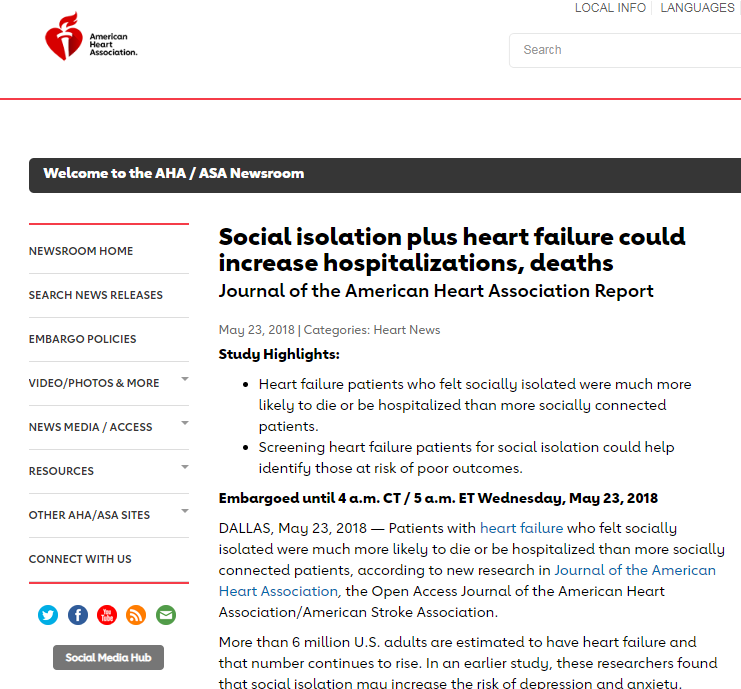 LOCAL INFO
LANGUAGES
American
Heart
Association.
Search
Welcome to the AHA / ASA Newsroom
NEWSROOM HOME
SEARCH NEWS RELEASES
EMBARGO POLICIES
VIDEO/PHOTOS & MORE
NEWS MEDIA / ACCESS
RESOURCES
OTHER AHA/ASA SITES
CONNECT WITH US
You
Tube
Social Media Hub
Social isolation plus heart failure could
increase hospitalizations, deaths
Journal of the American Heart Association Report
May 23, 2018 | Categories: Heart News
Study Highlights:
• Heart failure patients who felt socially isolated were much more
likely to die or be hospitalized than more socially connected
patients.
• Screening heart failure patients for social isolation could help
identify those at risk of poor outcomes.
Embargoed until 4 a.m. CT / 5 a.m. ET Wednesday, May 23, 2018
DALLAS, May 23, 2018 — Patients with heart failure who felt socially
isolated were much more likely to die or be hospitalized than more socially
connected patients, according to new research in Journal of the American
Heart Association, the Open Access Journal of the American Heart
Association/American Stroke Association.
More than 6 million U.S. adults are estimated to have heart failure and
that number continues to rise. In an earlier study, these researchers found
that social isolation may increase the risk of depression and anxiety.